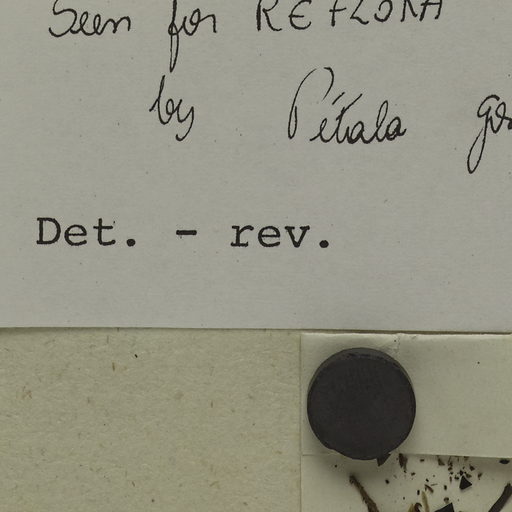 Seen for REFLORA
by Pétala
Det. - rev.